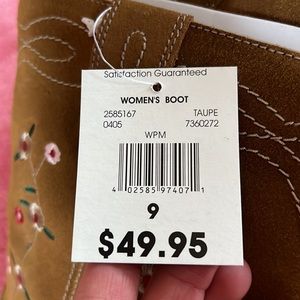 Satisfaction Guaranteed
WOMEN'S BOOT
2585167 TAUPE
0405 7360272
WPM
4 02585 97407 1
9
$49.95